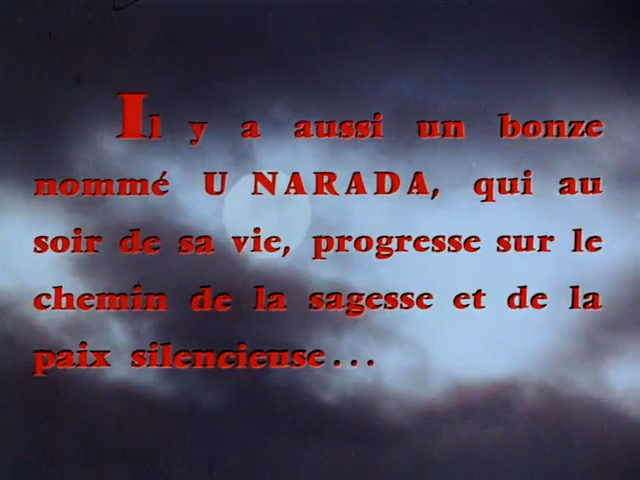 Il y a aussi un bonze
nommé U NARADA, qui au
soir de sa vie, progresse sur le
chemin de la sagesse et de la
paix silencieuse...